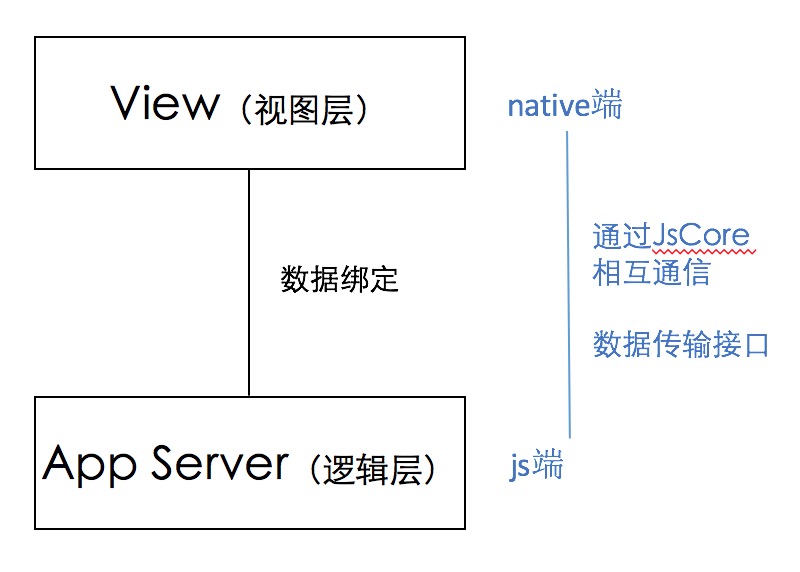 View（视图层）
native端
通过JsCore
相互通信
数据绑定
数据传输接口
App Server（逻辑层）
js端